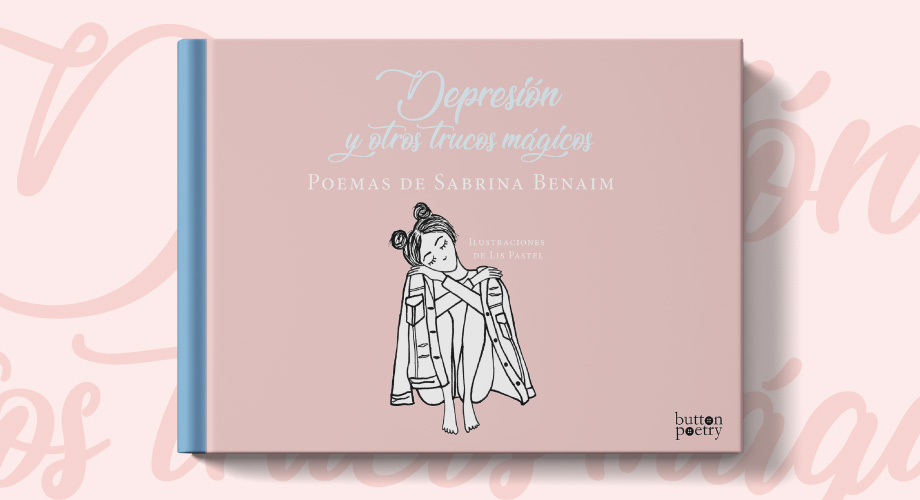 Depresión
y otros trucos mágicos
Poemas de Sabrina Benaim
Ilustraciones
de Lis Pastel
button
poetry